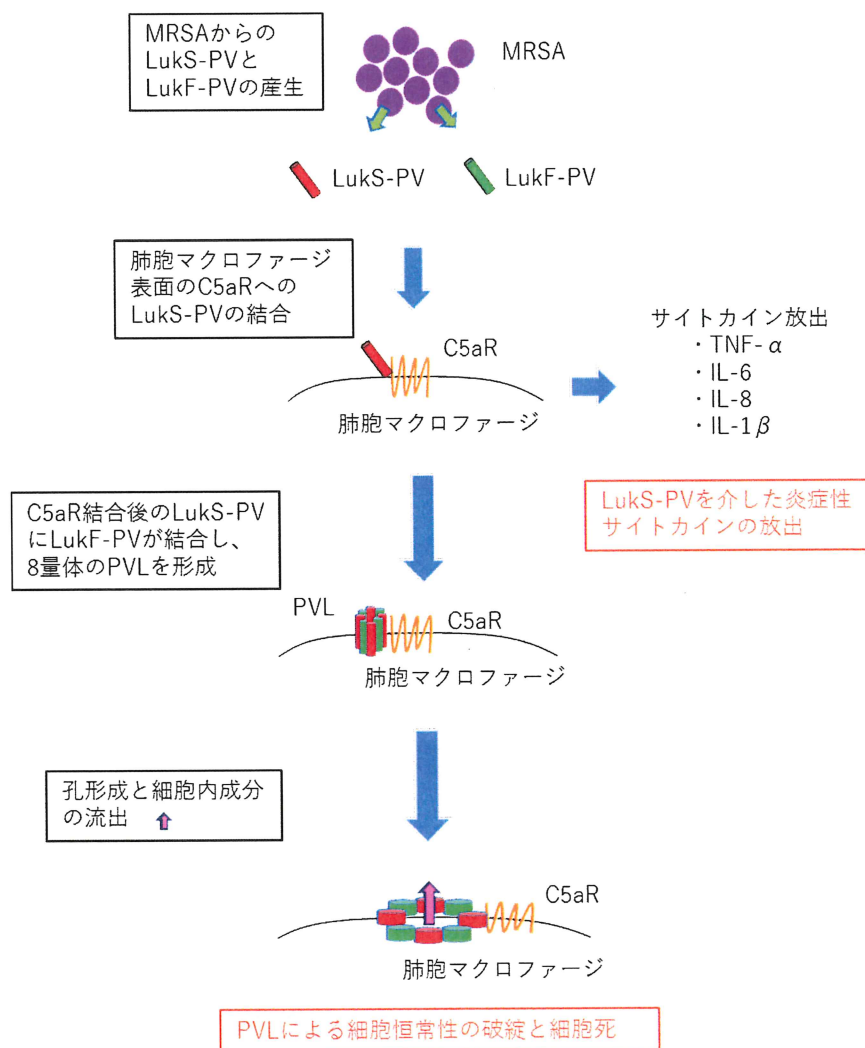 MRSAからの
LukS-PVと
LukF-PVの産生
MRSA
LukS-PV
LukF-PV
肺胞マクロファージ
表面のC5aRへの
LukS-PVの結合
C5aR
肺胞マクロファージ
サイトカイン放出
・TNF-α
・IL-6
・IL-8
・IL-1β
LukS-PVを介した炎症性
サイトカインの放出
C5aR結合後のLukS-PV
にLukF-PVが結合し、
8量体のPVLを形成
PVL
C5aR
肺胞マクロファージ
孔形成と細胞内成分
の流出
C5aR
肺胞マクロファージ
PVLによる細胞恒常性の破綻と細胞死